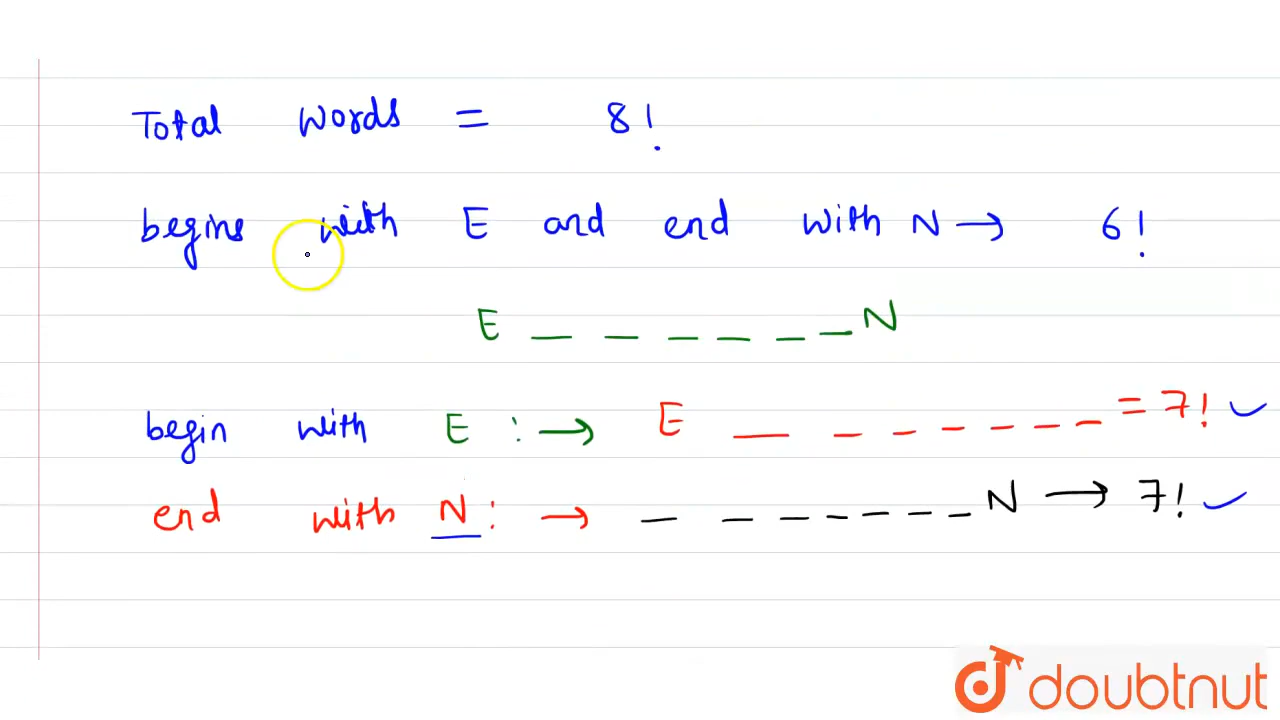 Total words = 8!
begins with E and end with N → 6!
E _ _ _ _ _ _ N
begin with E :→ E _ _ _ _ _ _ _ = 7! ✓
end with N : → _ _ _ _ _ _ _ N → 7! ✓
doubtnut